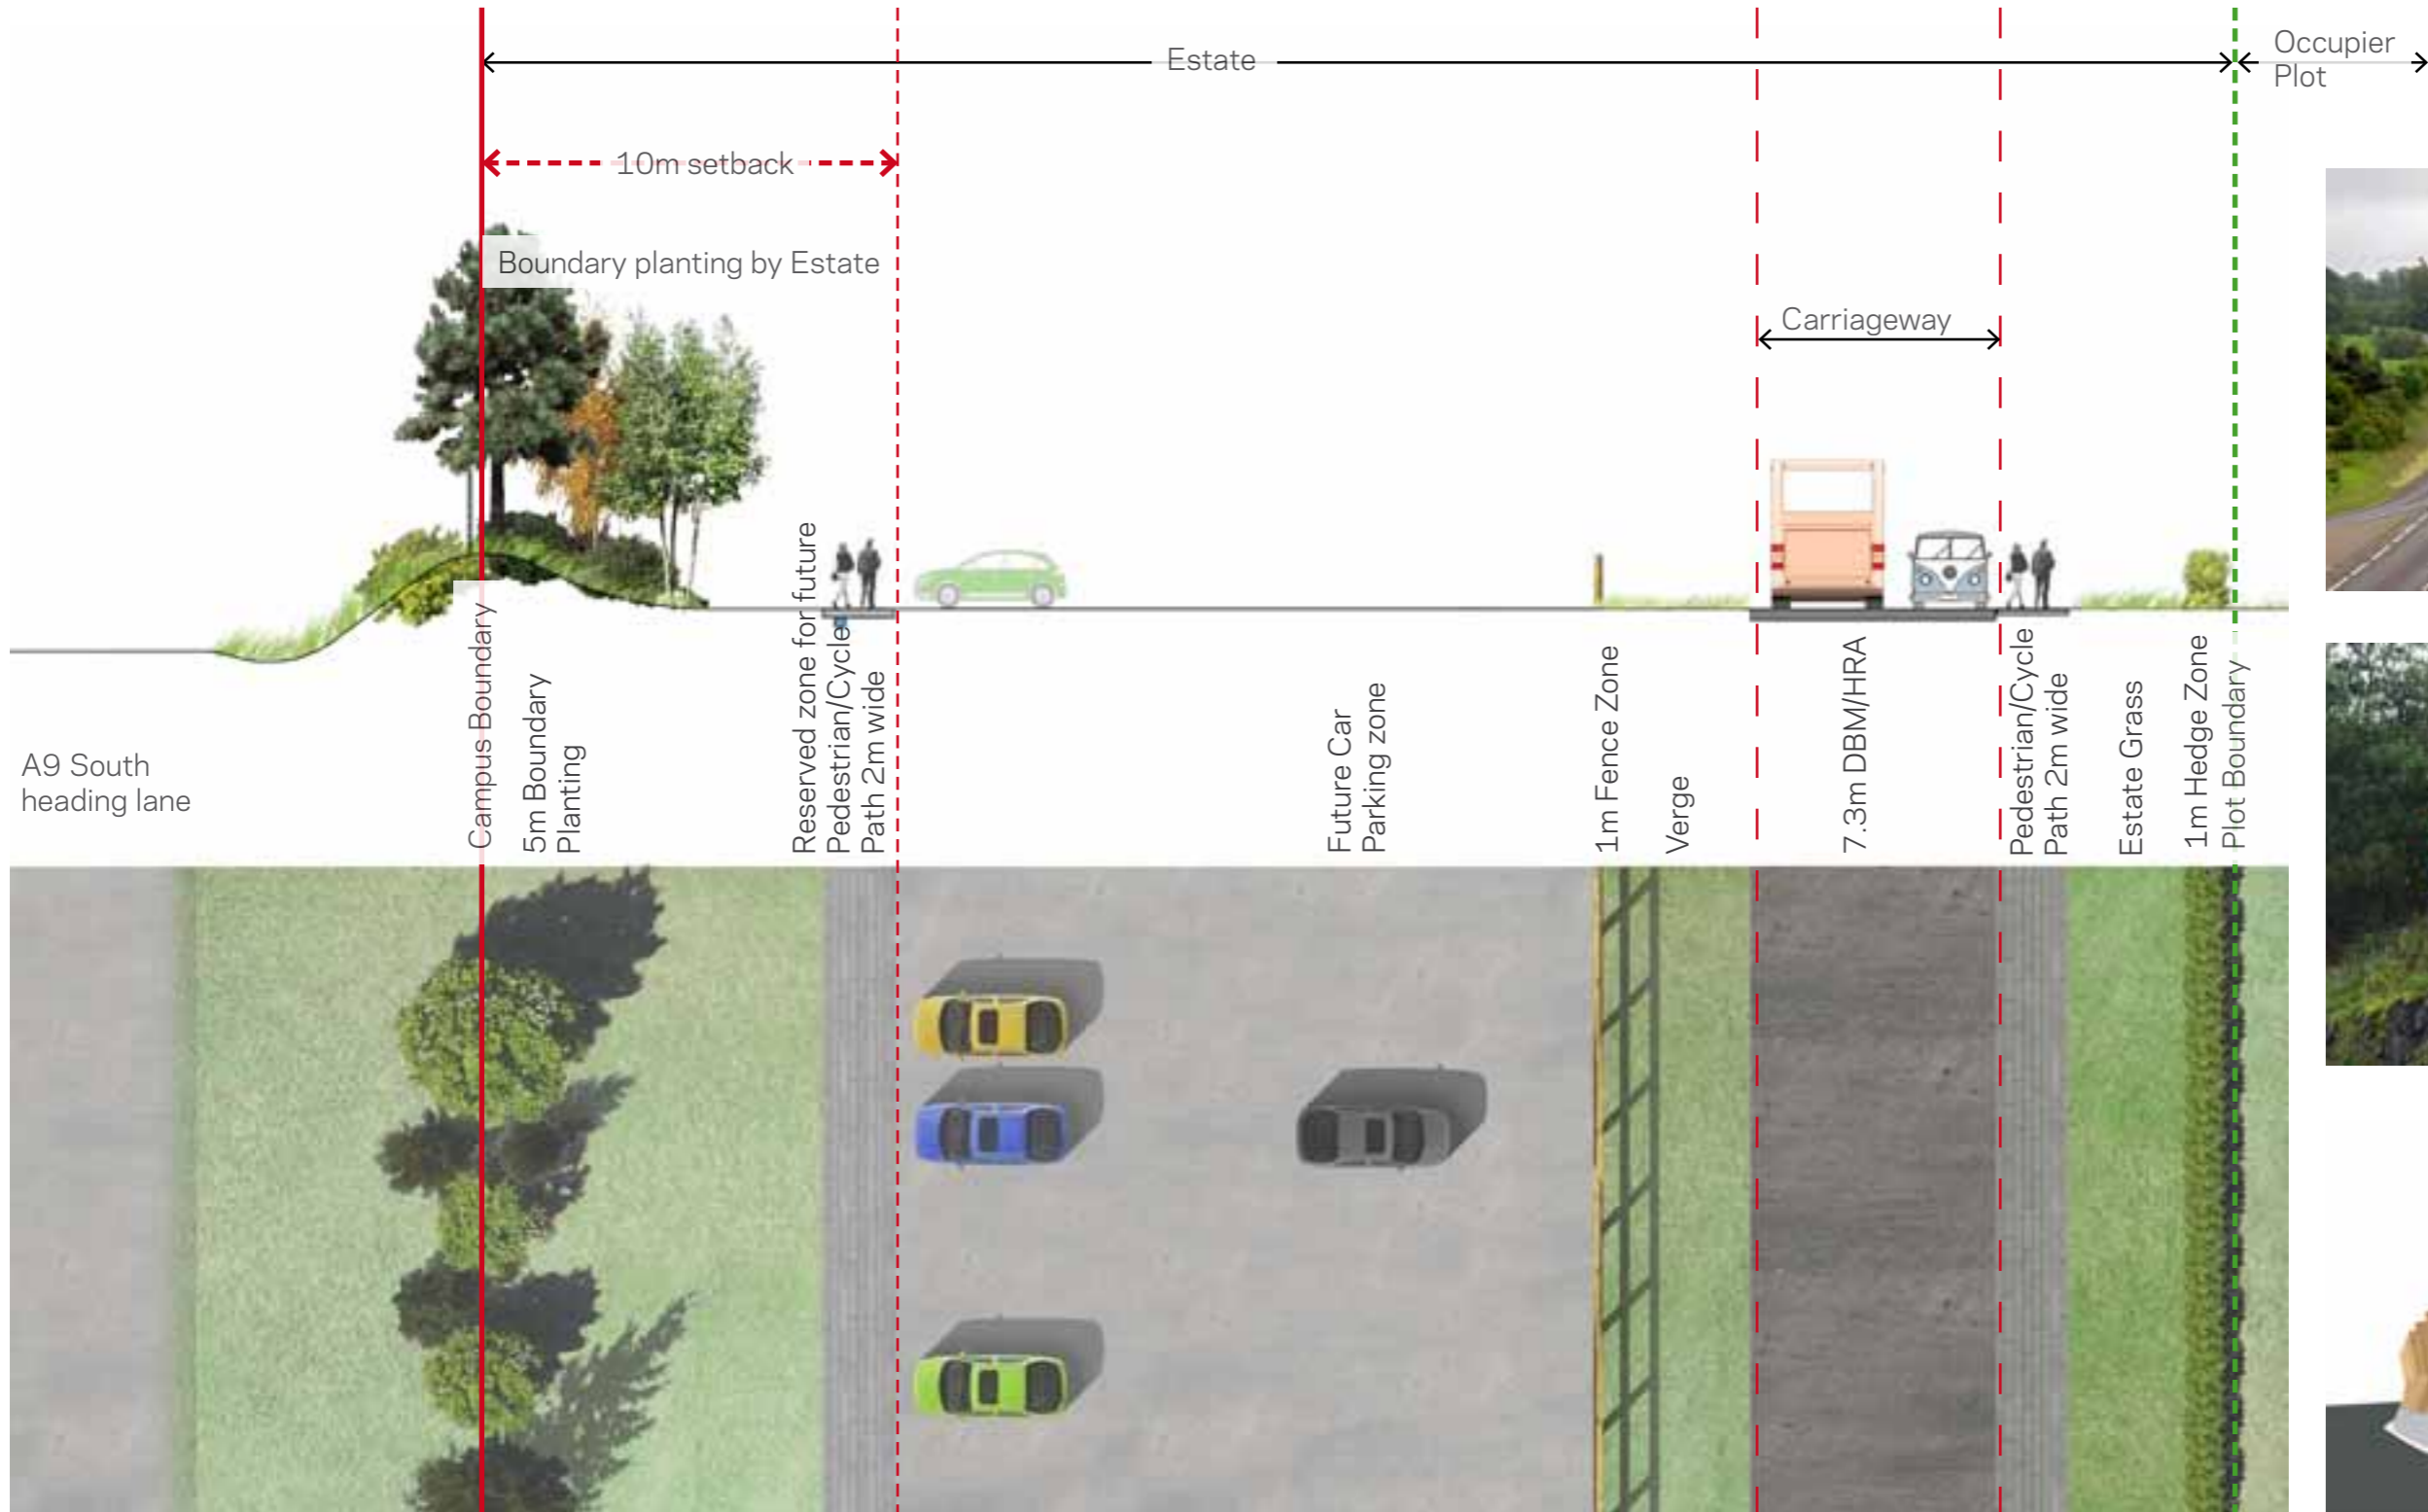 Estate
Occupier
Plot
10m setback
Boundary planting by Estate
Carriageway
A9 South
heading lane
Campus Boundary
5m Boundary
Planting
Reserved zone for future
Pedestrian/Cycle
Path 2m wide
Future Car
Parking zone
1m Fence Zone
Verge
7.3m DBM/HRA
Pedestrian/Cycle
Path 2m wide
Estate Grass
1m Hedge Zone
Plot Boundary